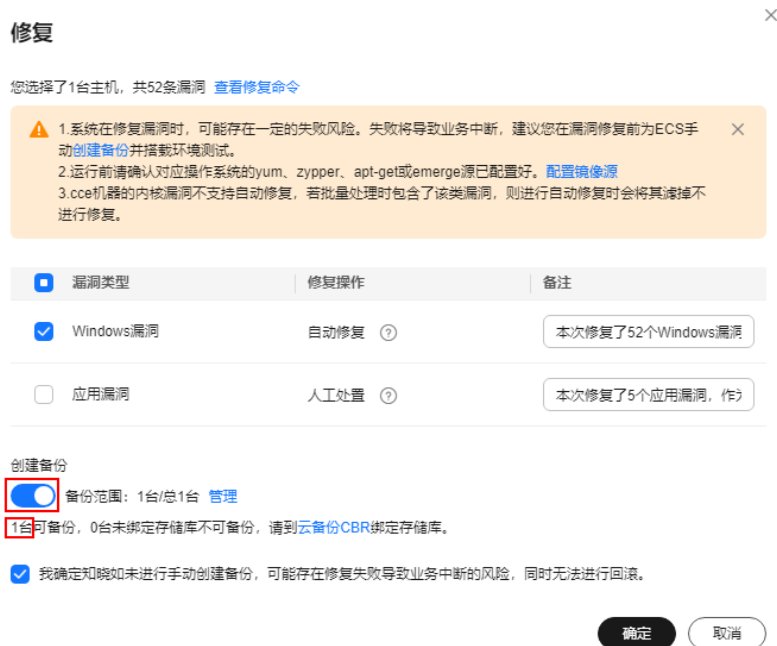 修复
您选择了1台主机，共52条漏洞 查看修复命令
1.系统在修复漏洞时，可能存在一定的失败风险。失败将导致业务中断，建议您在漏洞修复前为ECS手
动创建备份并搭载环境测试。
2.运行前请确认对应操作系统的yum、zypper、apt-get或emerge源已配置好。配置镜像源
3.cce机器的内核漏洞不支持自动修复，若批量处理时包含了该类漏洞，则进行自动修复时会将其滤掉不
进行修复。
漏洞类型 修复操作 备注
Windows漏洞 自动修复 本次修复了52个Windows漏洞
应用漏洞 人工处置 本次修复了5个应用漏洞，作为
创建备份
备份范围：1台/总1台 管理
1台可备份，0台未绑定存储库不可备份，请到云备份CBR绑定存储库。
我确定知晓如未进行手动创建备份，可能存在修复失败导致业务中断的风险，同时无法进行回滚。
确定 取消